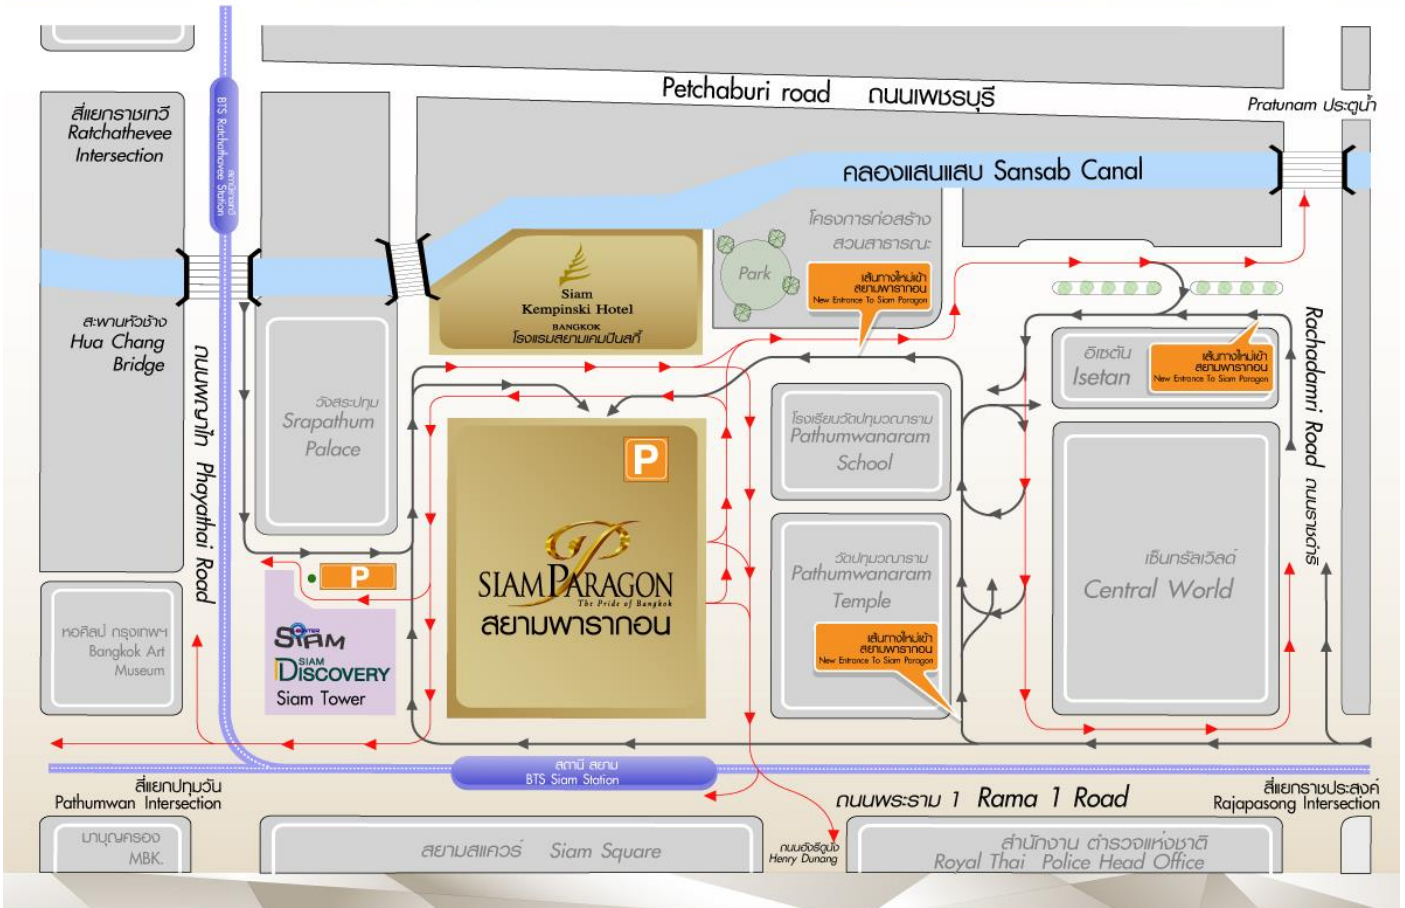 Petchaburi road ถนนเพชรบุรี
สี่แยกราชเทวี
Ratchathevee
Intersection
BTS Ratchathavee Station
สถานีราชเทวี
Pratunam ประตูน้ำ
คลองแสนแสบ Sansab Canal
โครงการก่อสร้าง
สวนสาธารณะ
Park
เส้นทางใหม่เข้า
สยามพารากอน
New Entrance To Siam Paragon
Siam
Kempinski Hotel
BANGKOK
โรงแรมสยามเคมปินสกี้
สะพานหัวช้าง
Hua Chang
Bridge
ถนนพญาไท Phayathai Road
วังสระปทุม
Srapathum
Palace
อิเซตัน
Isetan
เส้นทางใหม่เข้า
สยามพารากอน
New Entrance To Siam Paragon
Rachadamri Road ถนนราชดำริ
โรงเรียนวัดปทุมวณาราม
Pathumwanaram
School
P
SIAM PARAGON
The Pride of Bangkok
สยามพารากอน
P
วัดปทุมวณาราม
Pathumwanaram
Temple
เซ็นทรัลเวิลด์
Central World
หอศิลป กรุงเทพฯ
Bangkok Art
Museum
SIAM
CENTER
SIAM
DISCOVERY
Siam Tower
เส้นทางใหม่เข้า
สยามพารากอน
New Entrance To Siam Paragon
สถานี สยาม
BTS Siam Station
สี่แยกปทุมวัน
Pathumwan Intersection
ถนนพระราม 1 Rama 1 Road
สี่แยกราชประสงค์
Rajapasong Intersection
มาบุญครอง
MBK.
สยามสแควร์ Siam Square
ถนนอังรีดูนัง
Henry Dunang
สำนักงาน ตำรวจแห่งชาติ
Royal Thai Police Head Office